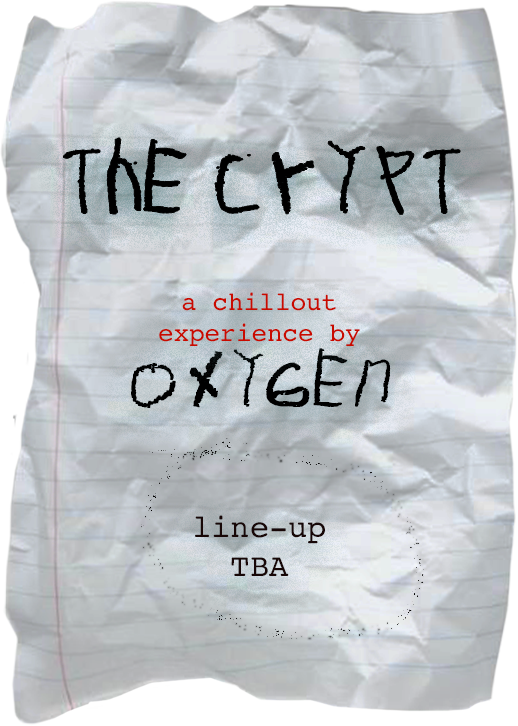 ThE CrYPT
a chillout
experience by
OXYGEn
line-up
TBA